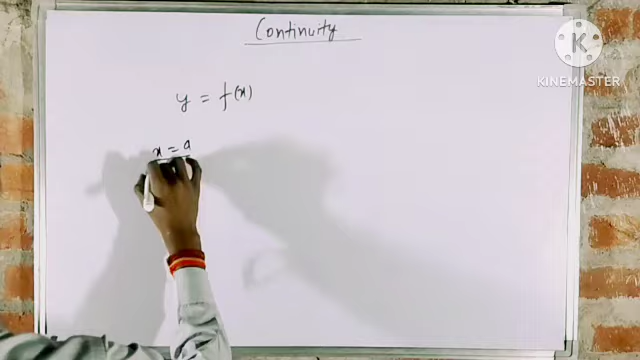 Continuity
K
KINEMASTER
y = f(x)
x = a